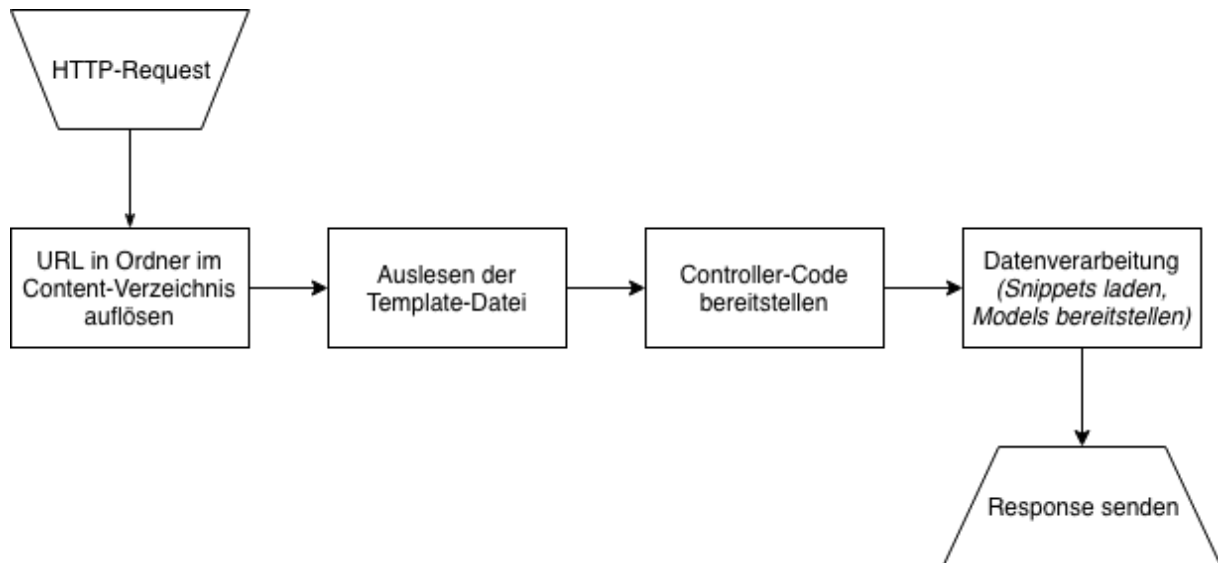 HTTP-Request
URL in Ordner im
Content-Verzeichnis
auflösen
Auslesen der
Template-Datei
Controller-Code
bereitstellen
Datenverarbeitung
(Snippets laden,
Models bereitstellen)
Response senden